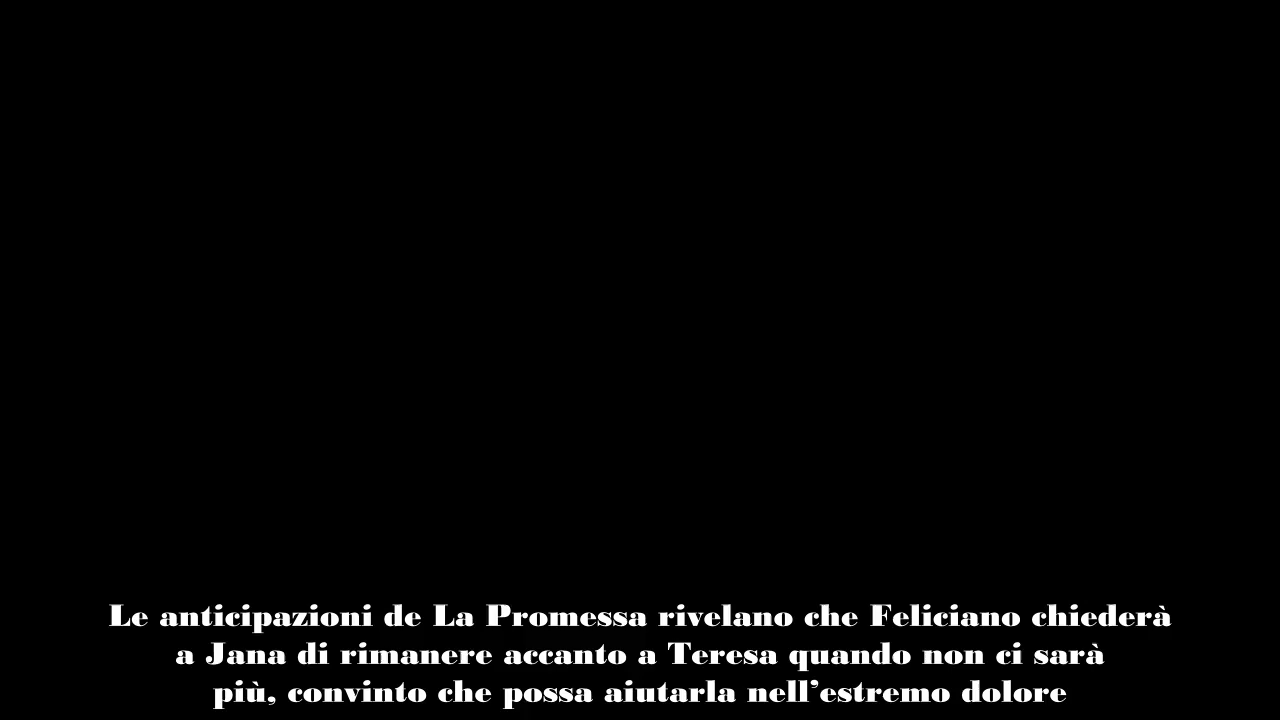 Le anticipazioni de La Promessa rivelano che Feliciano chiederà
a Jana di rimanere accanto a Teresa quando non ci sarà
più, convinto che possa aiutarla nell’estremo dolore